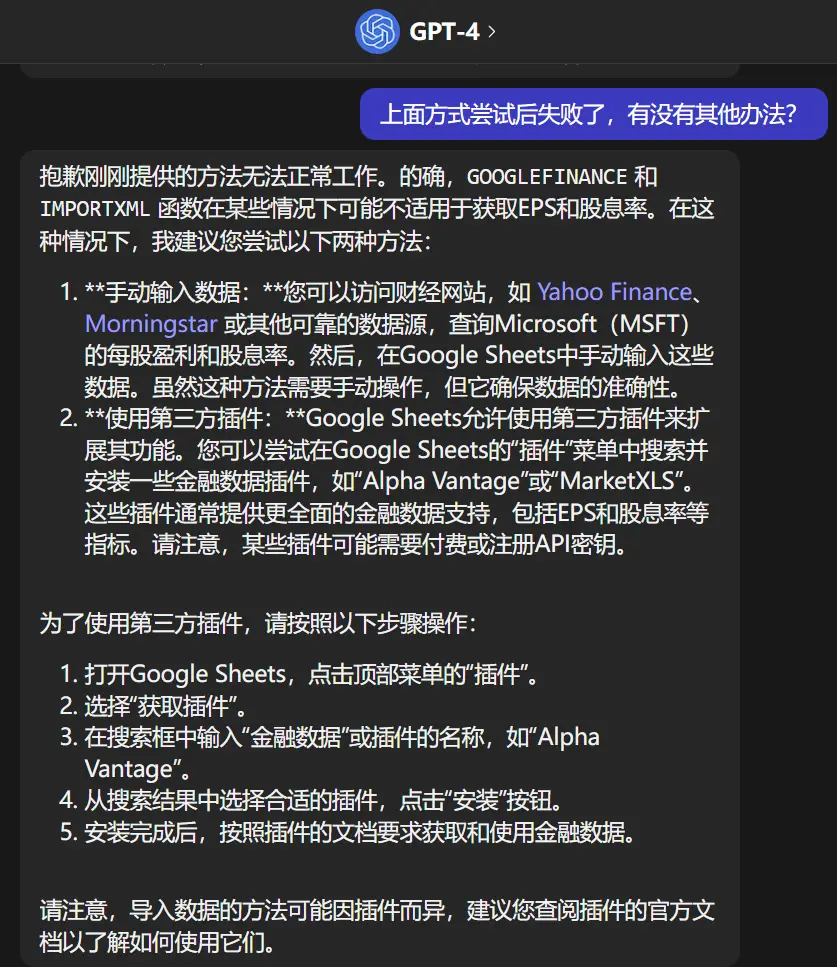 GPT-4
上面方式尝试后失败了，有没有其他办法？
抱歉刚刚提供的方法无法正常工作。的确，GOOGLEFINANCE 和
IMPORTXML 函数在某些情况下可能不适用于获取EPS和股息率。在这
种情况下，我建议您尝试以下两种方法：
1. **手动输入数据：**您可以访问财经网站，如 Yahoo Finance、
Morningstar 或其他可靠的数据源，查询Microsoft（MSFT）
的每股盈利和股息率。然后，在Google Sheets中手动输入这些
数据。虽然这种方法需要手动操作，但它确保数据的准确性。
2. **使用第三方插件：**Google Sheets允许使用第三方插件来扩
展其功能。您可以尝试在Google Sheets的“插件”菜单中搜索并
安装一些金融数据插件，如“Alpha Vantage”或“MarketXLS”。
这些插件通常提供更全面的金融数据支持，包括EPS和股息率等
指标。请注意，某些插件可能需要付费或注册API密钥。
为了使用第三方插件，请按照以下步骤操作：
1. 打开Google Sheets，点击顶部菜单的“插件”。
2. 选择“获取插件”。
3. 在搜索框中输入“金融数据”或插件的名称，如“Alpha
Vantage”。
4. 从搜索结果中选择合适的插件，点击“安装”按钮。
5. 安装完成后，按照插件的文档要求获取和使用金融数据。
请注意，导入数据的方法可能因插件而异，建议您查阅插件的官方文
档以了解如何使用它们。